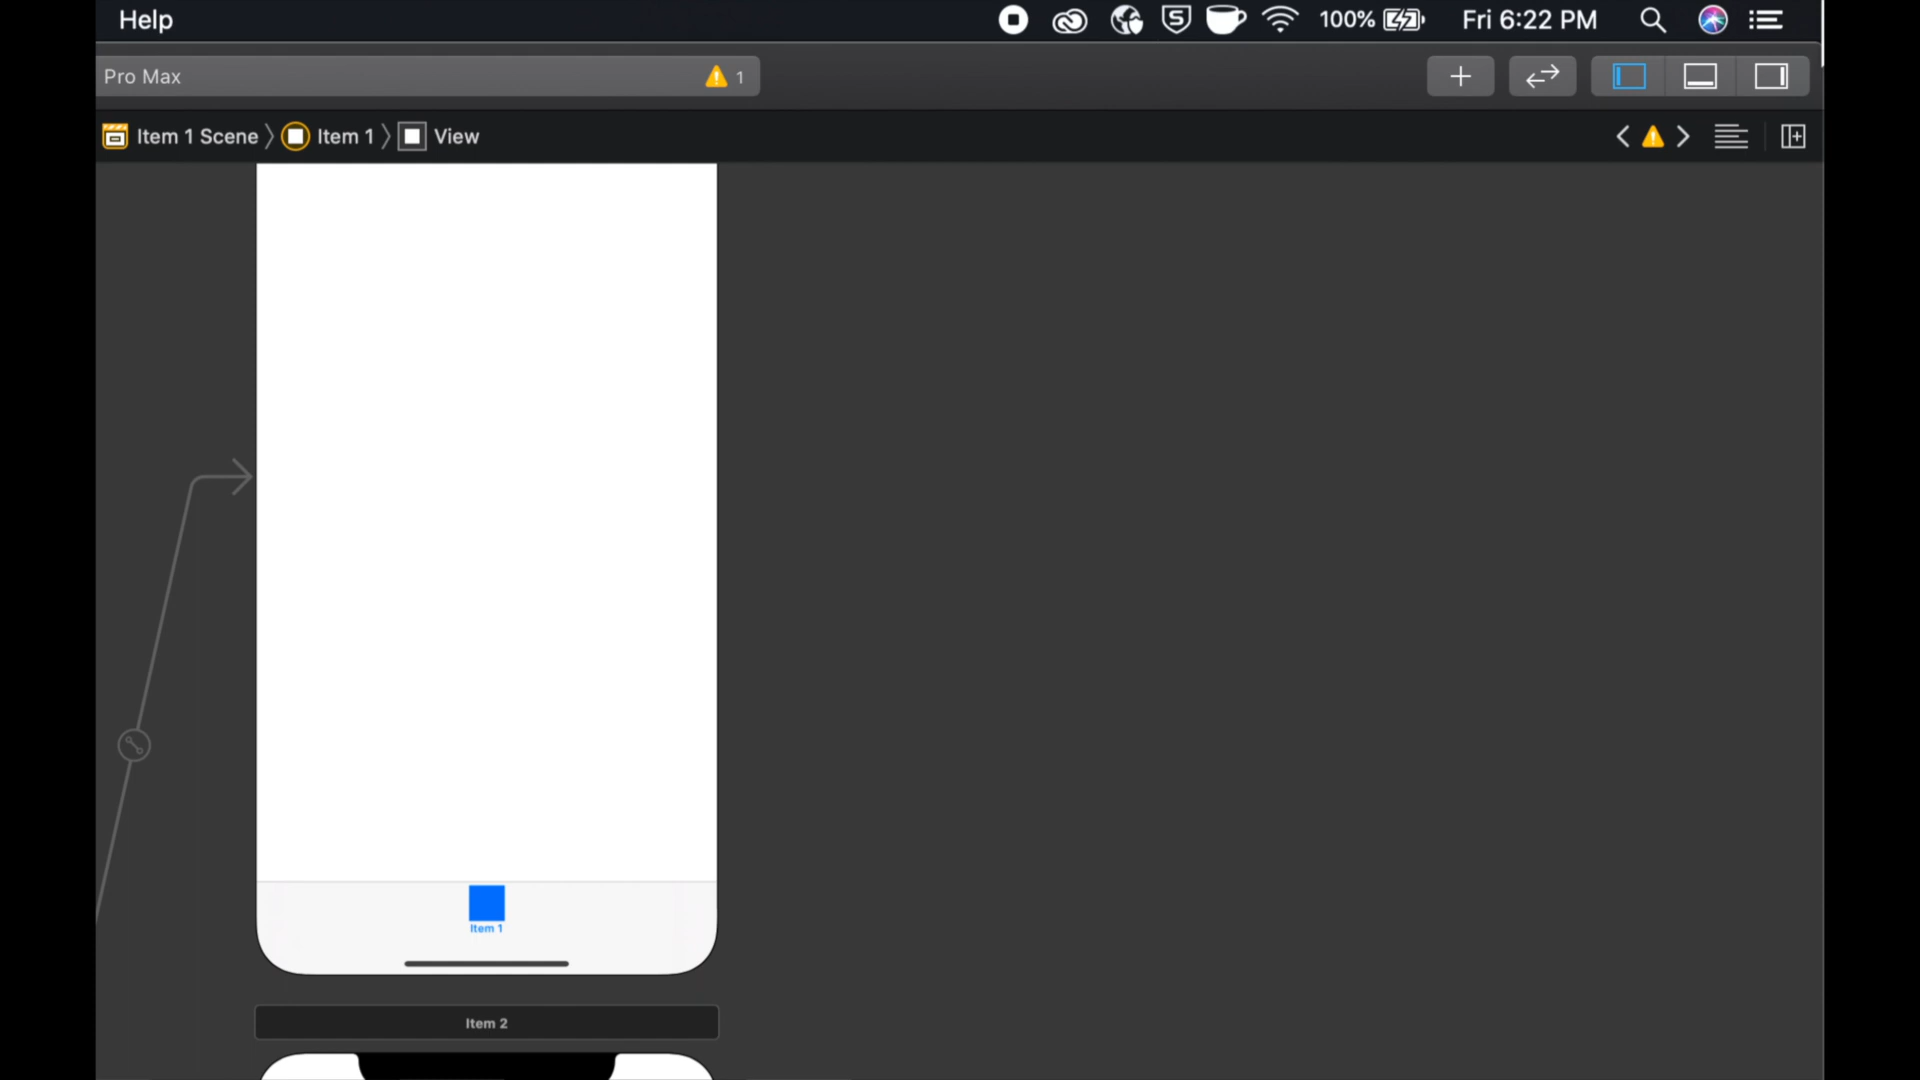 Help
100%
Fri 6:22 PM
Pro Max
1
Item 1 Scene
Item 1
View
Item 1
Item 2